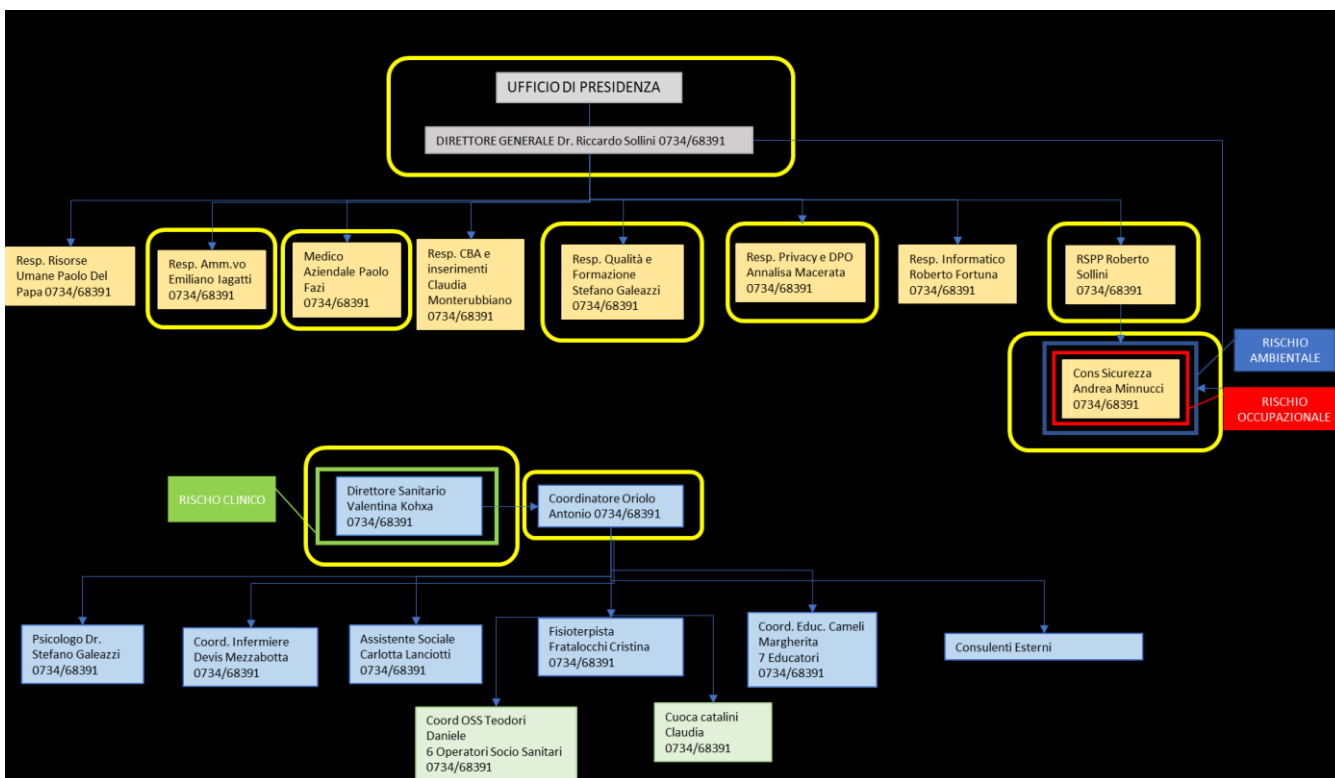 UFFICIO DI PRESIDENZA
DIRETTORE GENERALE Dr. Riccardo Sollini 0734/68391
Resp. Risorse
Umane Paolo Del
Papa 0734/68391
Resp. Amm.vo
Emiliano Iagatti
0734/68391
Medico
Aziendale Paolo
Fazi
0734/68391
Resp. CBA e
inserimenti
Claudia
Monterubbiano
0734/68391
Resp. Qualità e
Formazione
Stefano Galeazzi
0734/68391
Resp. Privacy e DPO
Annalisa Macerata
0734/68391
Resp. Informatico
Roberto Fortuna
0734/68391
RSPP Roberto
Sollini
0734/68391
RISCHIO
AMBIENTALE
Cons Sicurezza
Andrea Minnucci
0734/68391
RISCHIO
OCCUPAZIONALE
RISCHO CLINICO
Direttore Sanitario
Valentina Kohxa
0734/68391
Coordinatore Oriolo
Antonio 0734/68391
Psicologo Dr.
Stefano Galeazzi
0734/68391
Coord. Infermiere
Devis Mezzabotta
0734/68391
Assistente Sociale
Carlotta Lanciotti
0734/68391
Fisioterpista
Fratalocchi Cristina
0734/68391
Coord. Educ. Cameli
Margherita
7 Educatori
0734/68391
Consulenti Esterni
Coord OSS Teodori
Daniele
6 Operatori Socio Sanitari
0734/68391
Cuoca catalini
Claudia
0734/68391